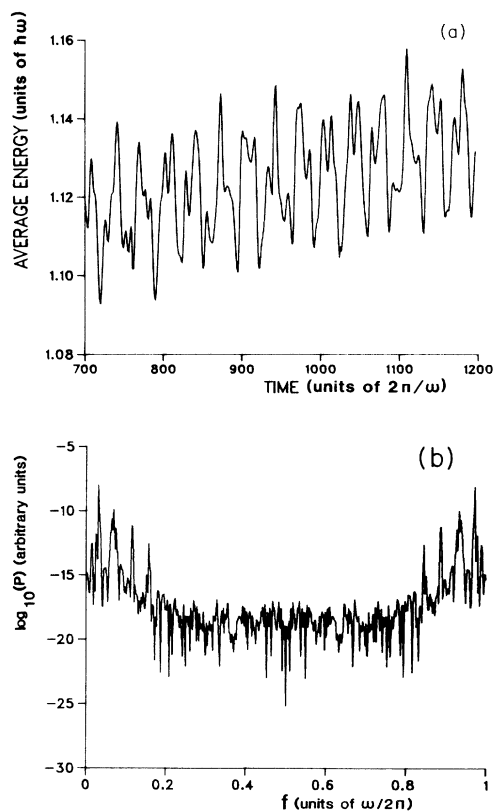 (a)
AVERAGE ENERGY (units of ħω)
1.16
1.14
1.12
1.10
1.08
700 800 900 1000 1100 1200
TIME (units of 2π/ω)
(b)
log10(P) (arbitrary units)
-5
-10
-15
-20
-25
-30
0 0.2 0.4 0.6 0.8 1
f (units of ω/2π)